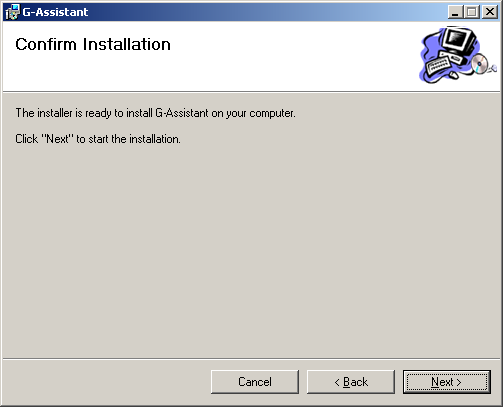 G-Assistant
Confirm Installation
The installer is ready to install G-Assistant on your computer.
Click "Next" to start the installation.
Cancel
< Back
Next >